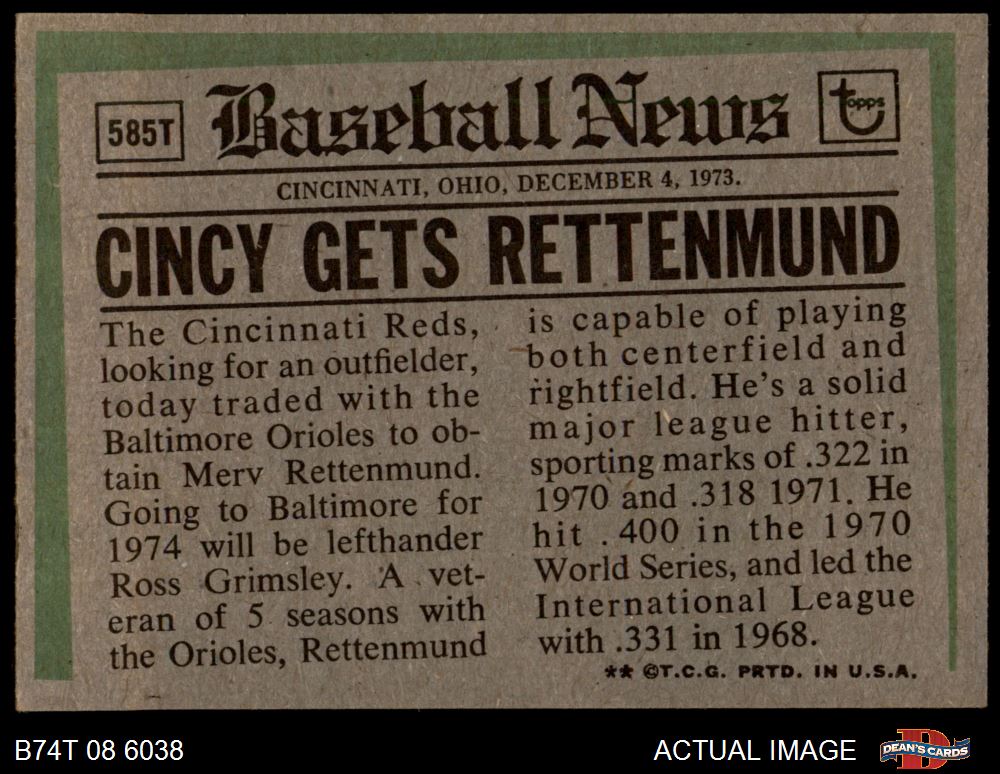 585T
Baseball News
topps
CINCINNATI, OHIO, DECEMBER 4, 1973.
CINCY GETS RETTENMUND
The Cincinnati Reds,
looking for an outfielder,
today traded with the
Baltimore Orioles to ob-
tain Merv Rettenmund.
Going to Baltimore for
1974 will be lefthander
Ross Grimsley. A vet-
eran of 5 seasons with
the Orioles, Rettenmund
is capable of playing
both centerfield and
rightfield. He's a solid
major league hitter,
sporting marks of .322 in
1970 and .318 1971. He
hit .400 in the 1970
World Series, and led the
International League
with .331 in 1968.
** ©T.C.G. PRTD. IN U.S.A.
B74T 08 6038
ACTUAL IMAGE
DEAN'S CARDS